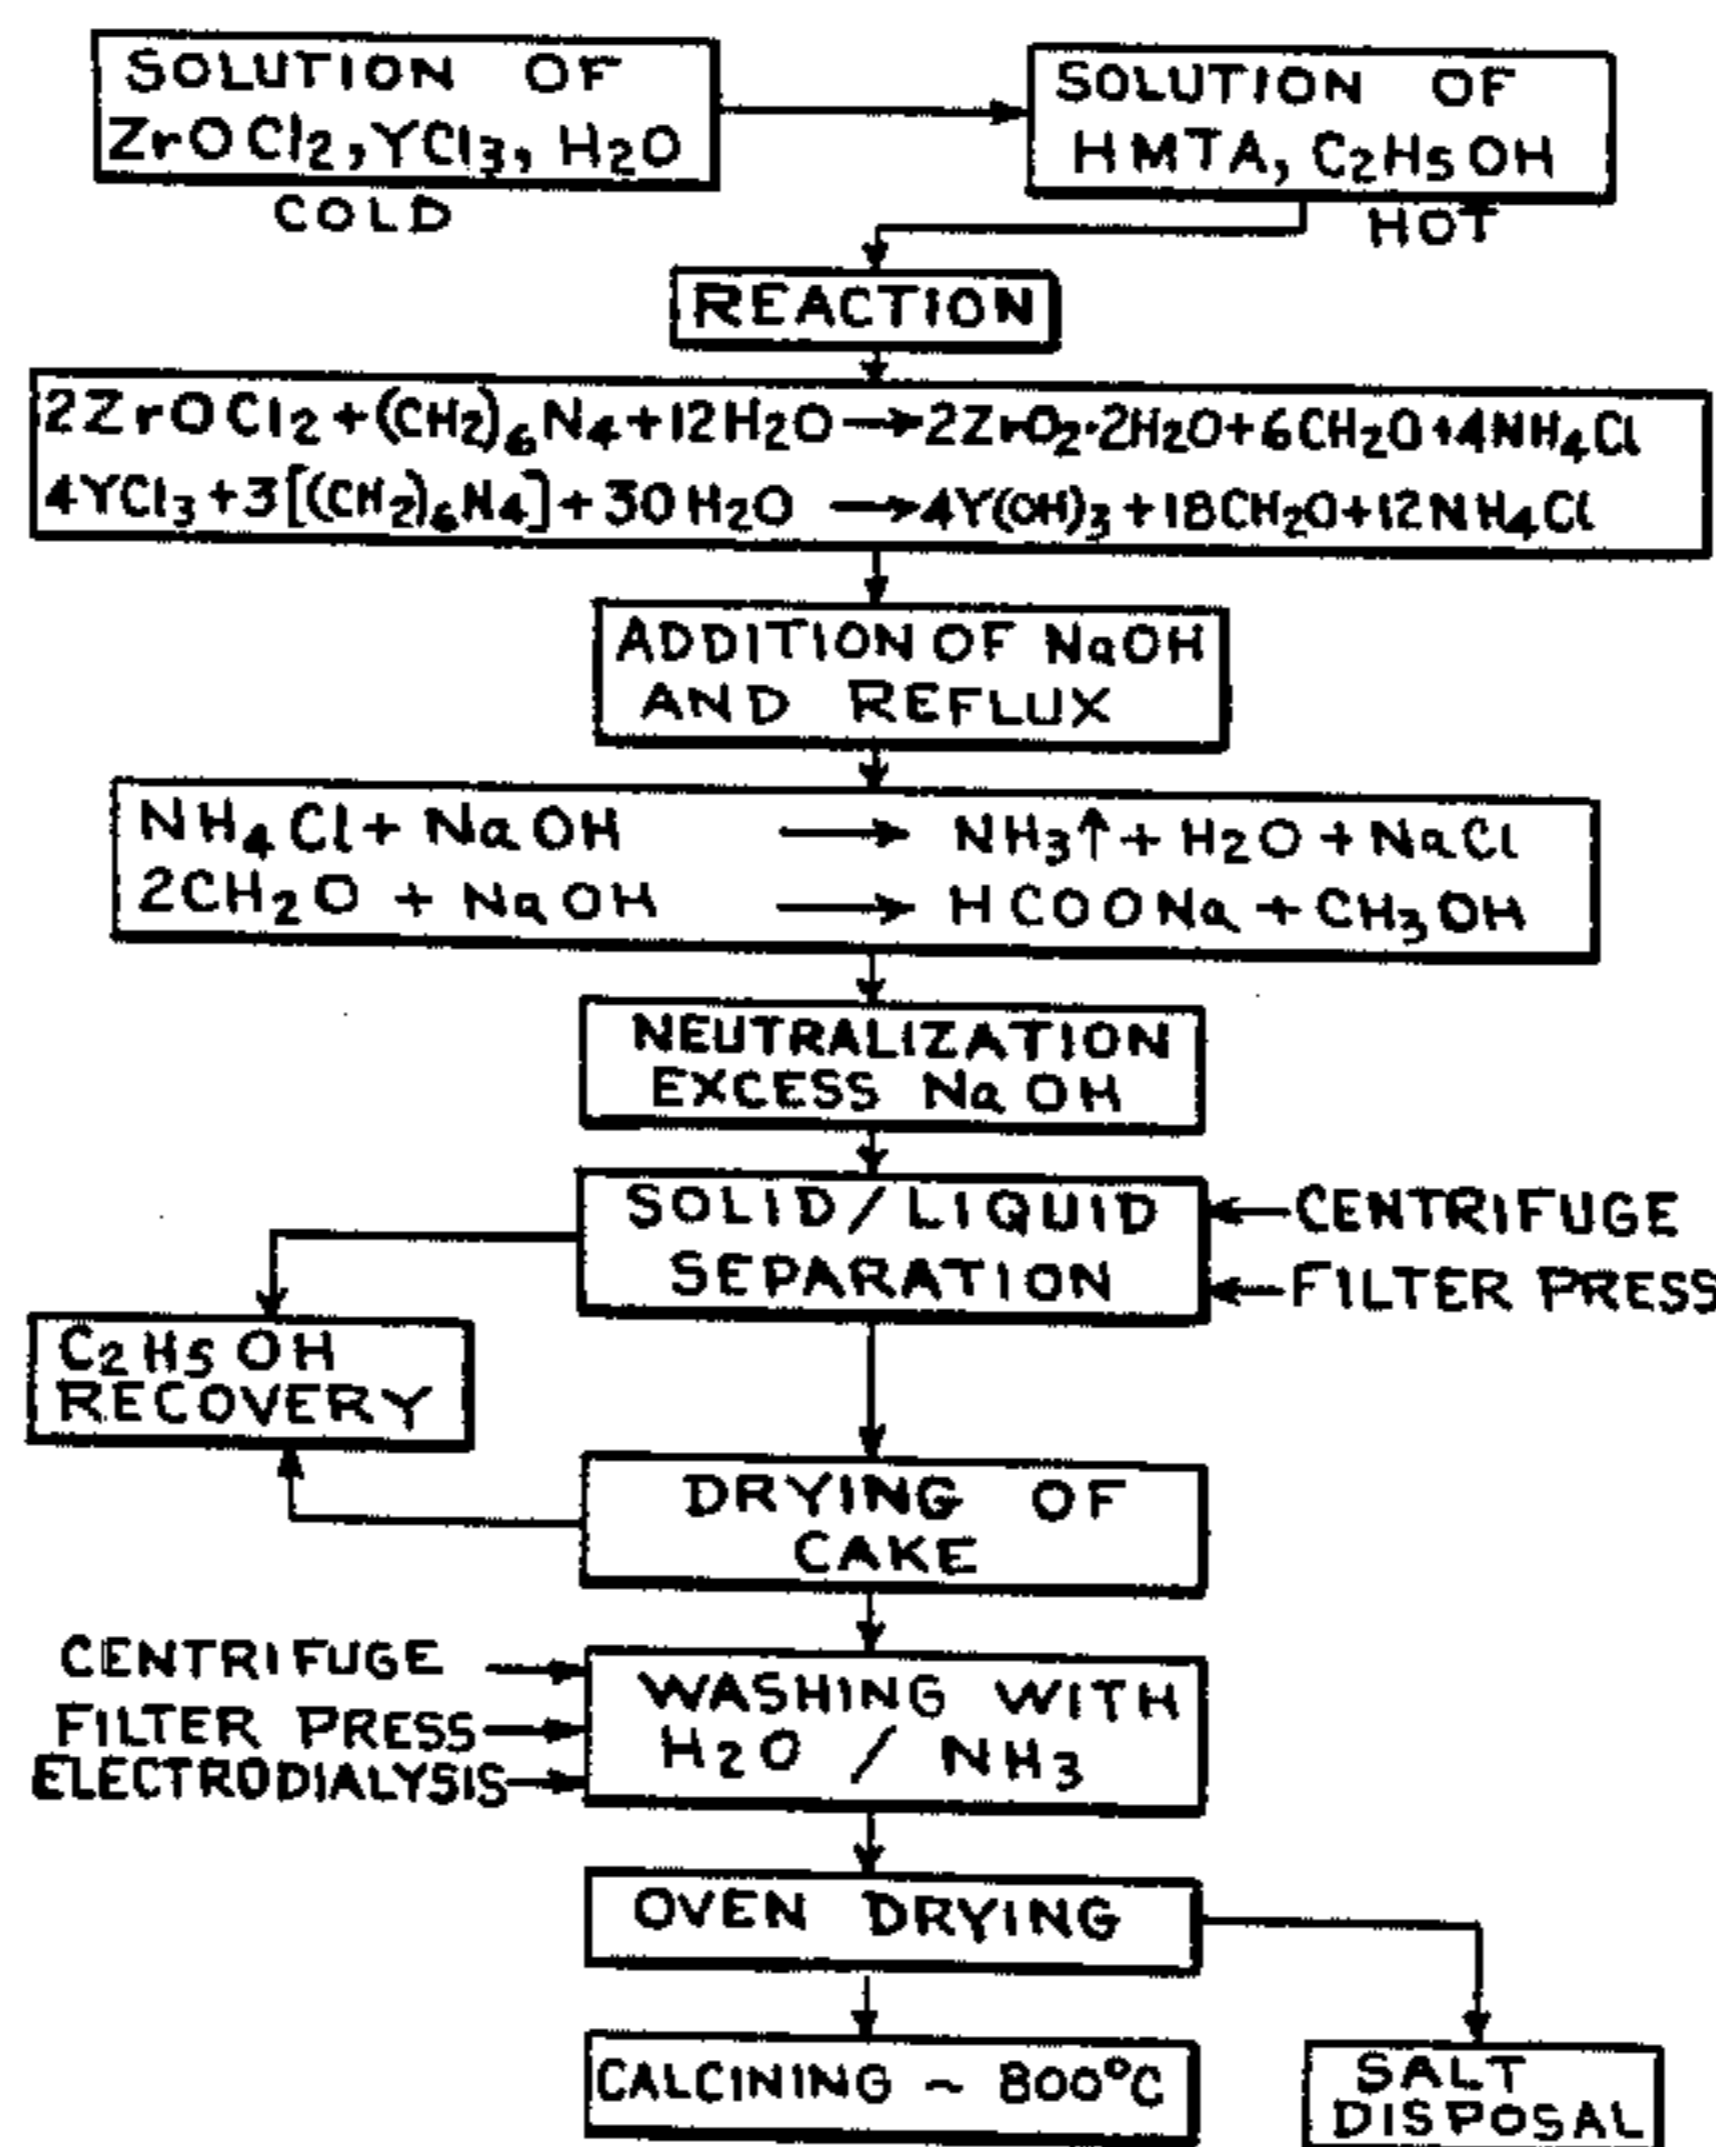 SOLUTION OF
ZrOCl2, YCl3, H2O
COLD
SOLUTION OF
HMTA, C2H5OH
HOT
REACTION
2ZrOCl2 + (CH2)6N4 + 12H2O → 2ZrO2·2H2O + 6CH2O + 4NH4Cl
4YCl3 + 3[(CH2)6N4] + 30H2O → 4Y(OH)3 + 18CH2O + 12NH4Cl
ADDITION OF NaOH
AND REFLUX
NH4Cl + NaOH → NH3↑ + H2O + NaCl
2CH2O + NaOH → HCOONa + CH3OH
NEUTRALIZATION
EXCESS NaOH
SOLID/LIQUID
SEPARATION
CENTRIFUGE
FILTER PRESS
C2H5OH
RECOVERY
DRYING OF
CAKE
CENTRIFUGE
FILTER PRESS
ELECTRODIALYSIS
WASHING WITH
H2O / NH3
OVEN DRYING
CALCINING ~ 800°C
SALT
DISPOSAL